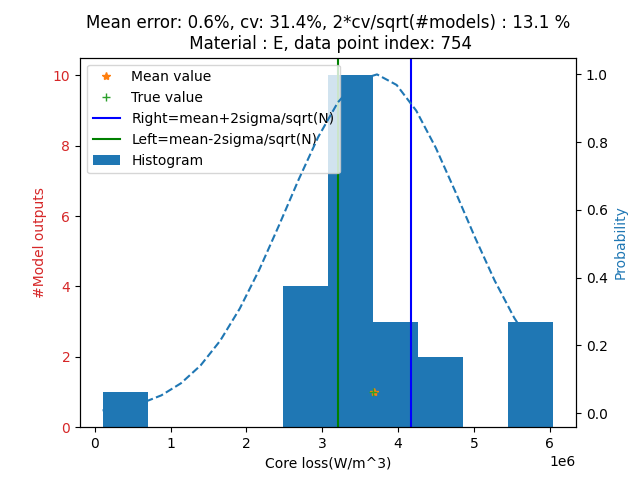 Mean error: 0.6%, cv: 31.4%, 2*cv/sqrt(#models) : 13.1 %
Material : E, data point index: 754
Mean value
True value
Right=mean+2sigma/sqrt(N)
Left=mean-2sigma/sqrt(N)
Histogram
#Model outputs
10
8
6
4
2
0
Probability
1.0
0.8
0.6
0.4
0.2
0.0
0
1
2
3
4
5
6
1e6
Core loss(W/m^3)